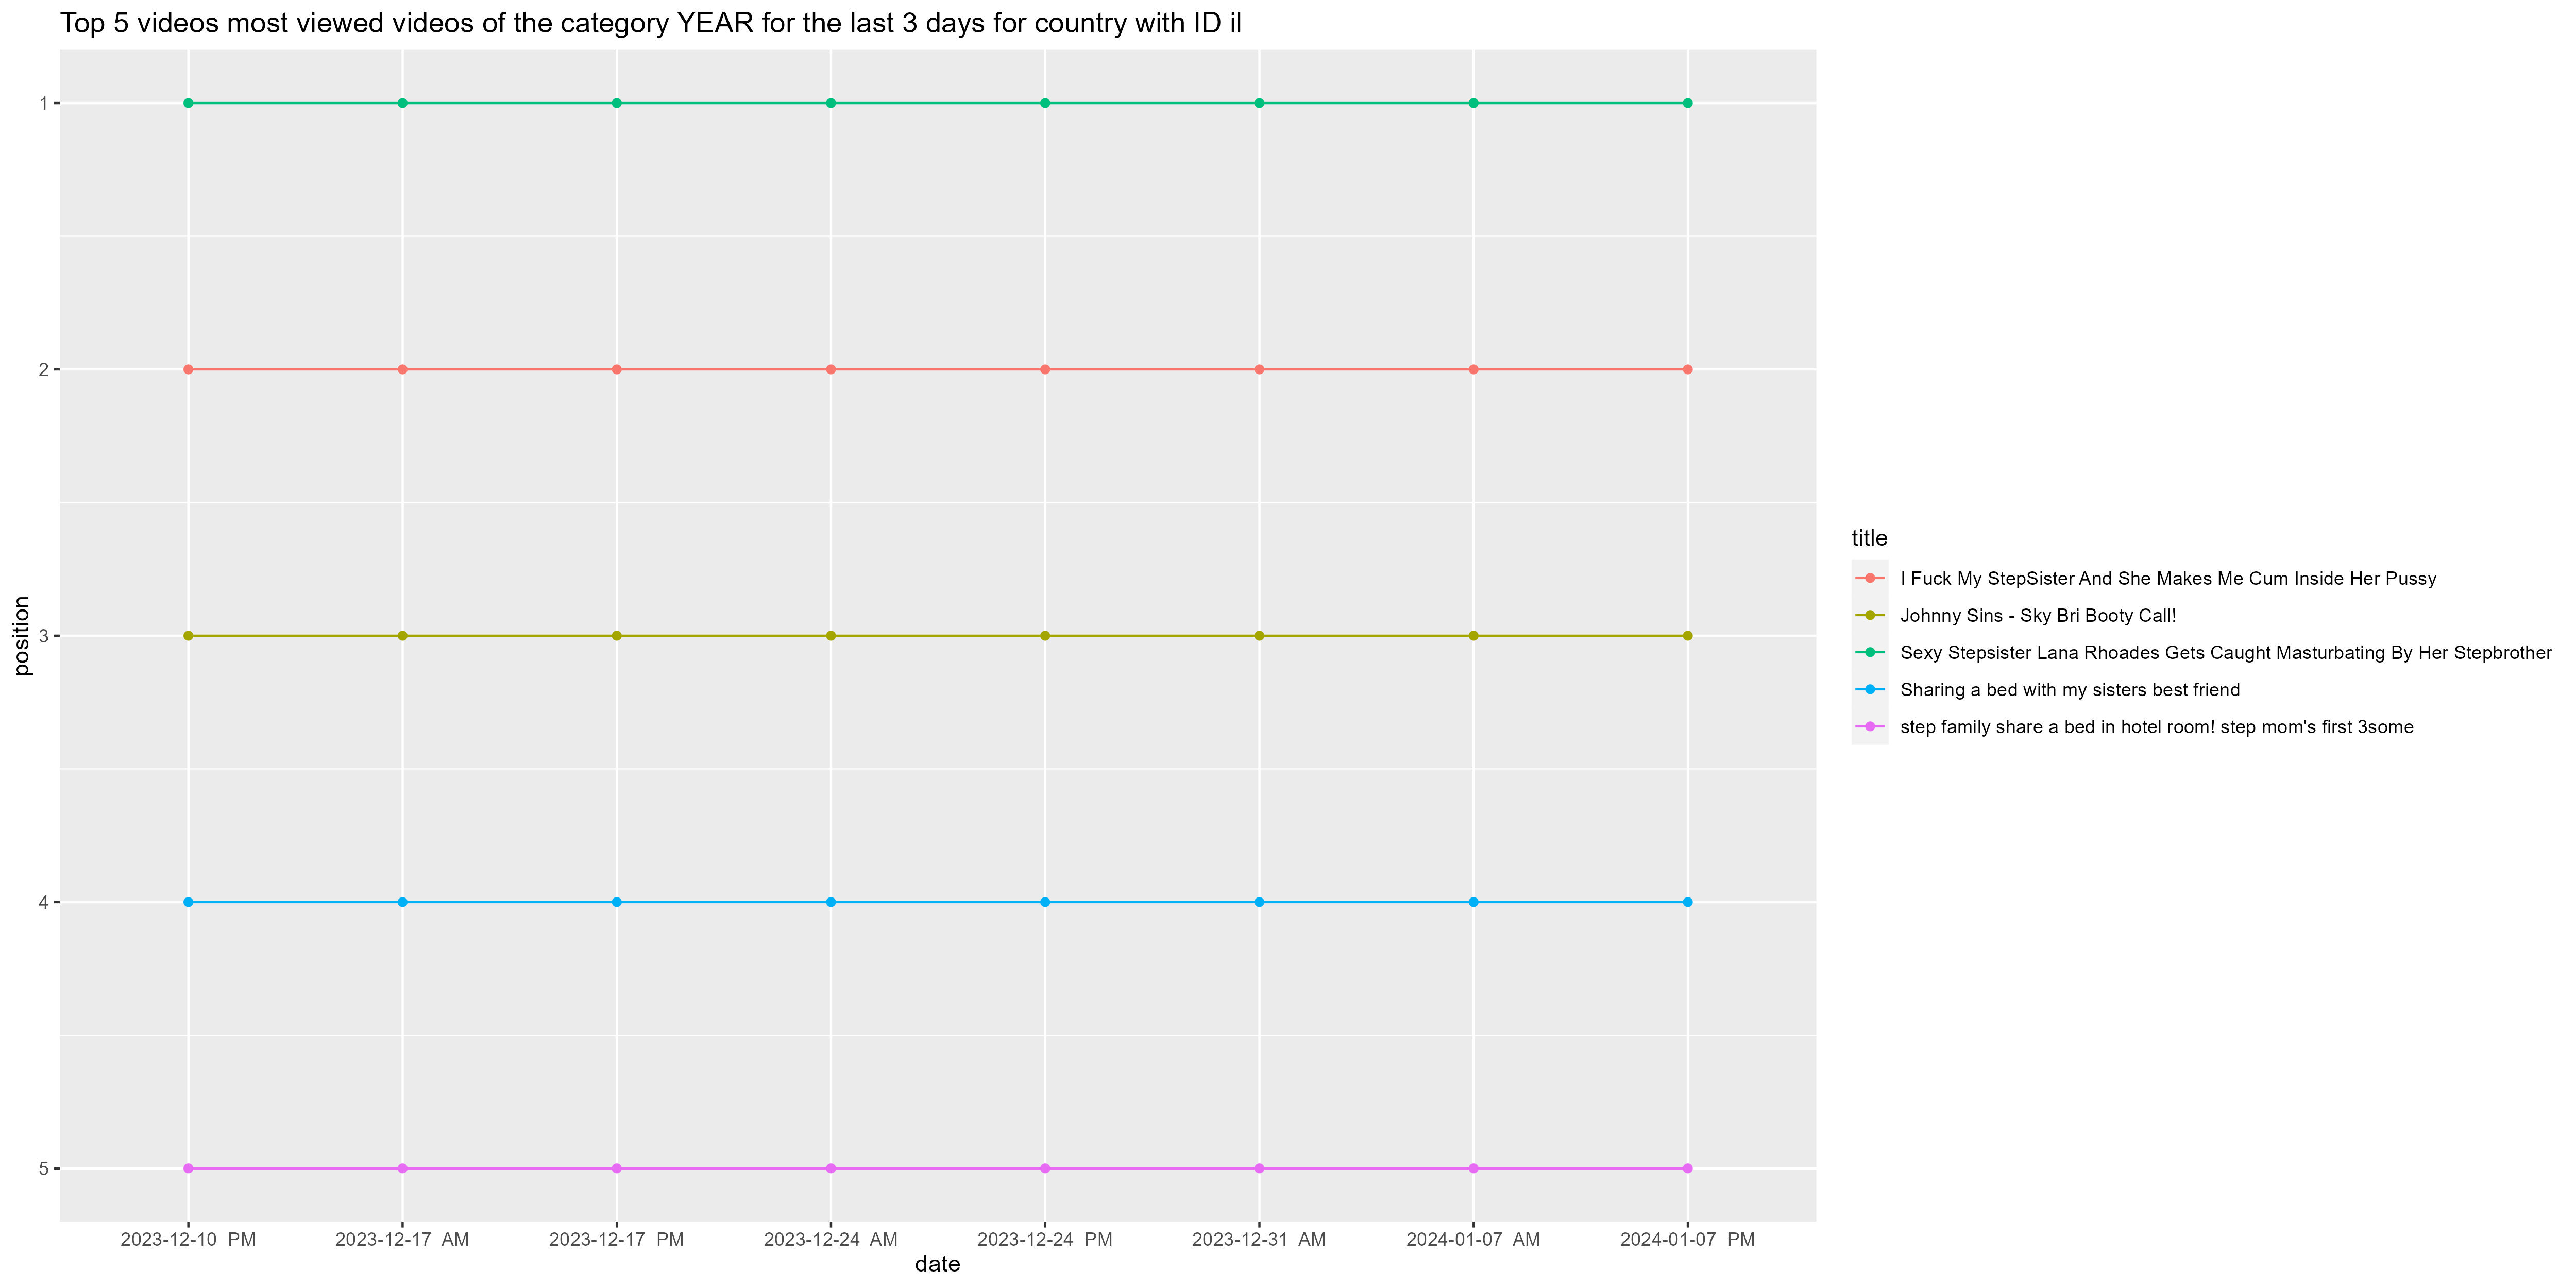 Top 5 videos most viewed videos of the category YEAR for the last 3 days for country with ID il
position
1
2
3
4
5
2023-12-10  PM
2023-12-17  AM
2023-12-17  PM
2023-12-24  AM
2023-12-24  PM
2023-12-31  AM
2024-01-07  AM
2024-01-07  PM
date
title
I Fuck My StepSister And She Makes Me Cum Inside Her Pussy
Johnny Sins - Sky Bri Booty Call!
Sexy Stepsister Lana Rhoades Gets Caught Masturbating By Her Stepbrother
Sharing a bed with my sisters best friend
step family share a bed in hotel room! step mom's first 3some